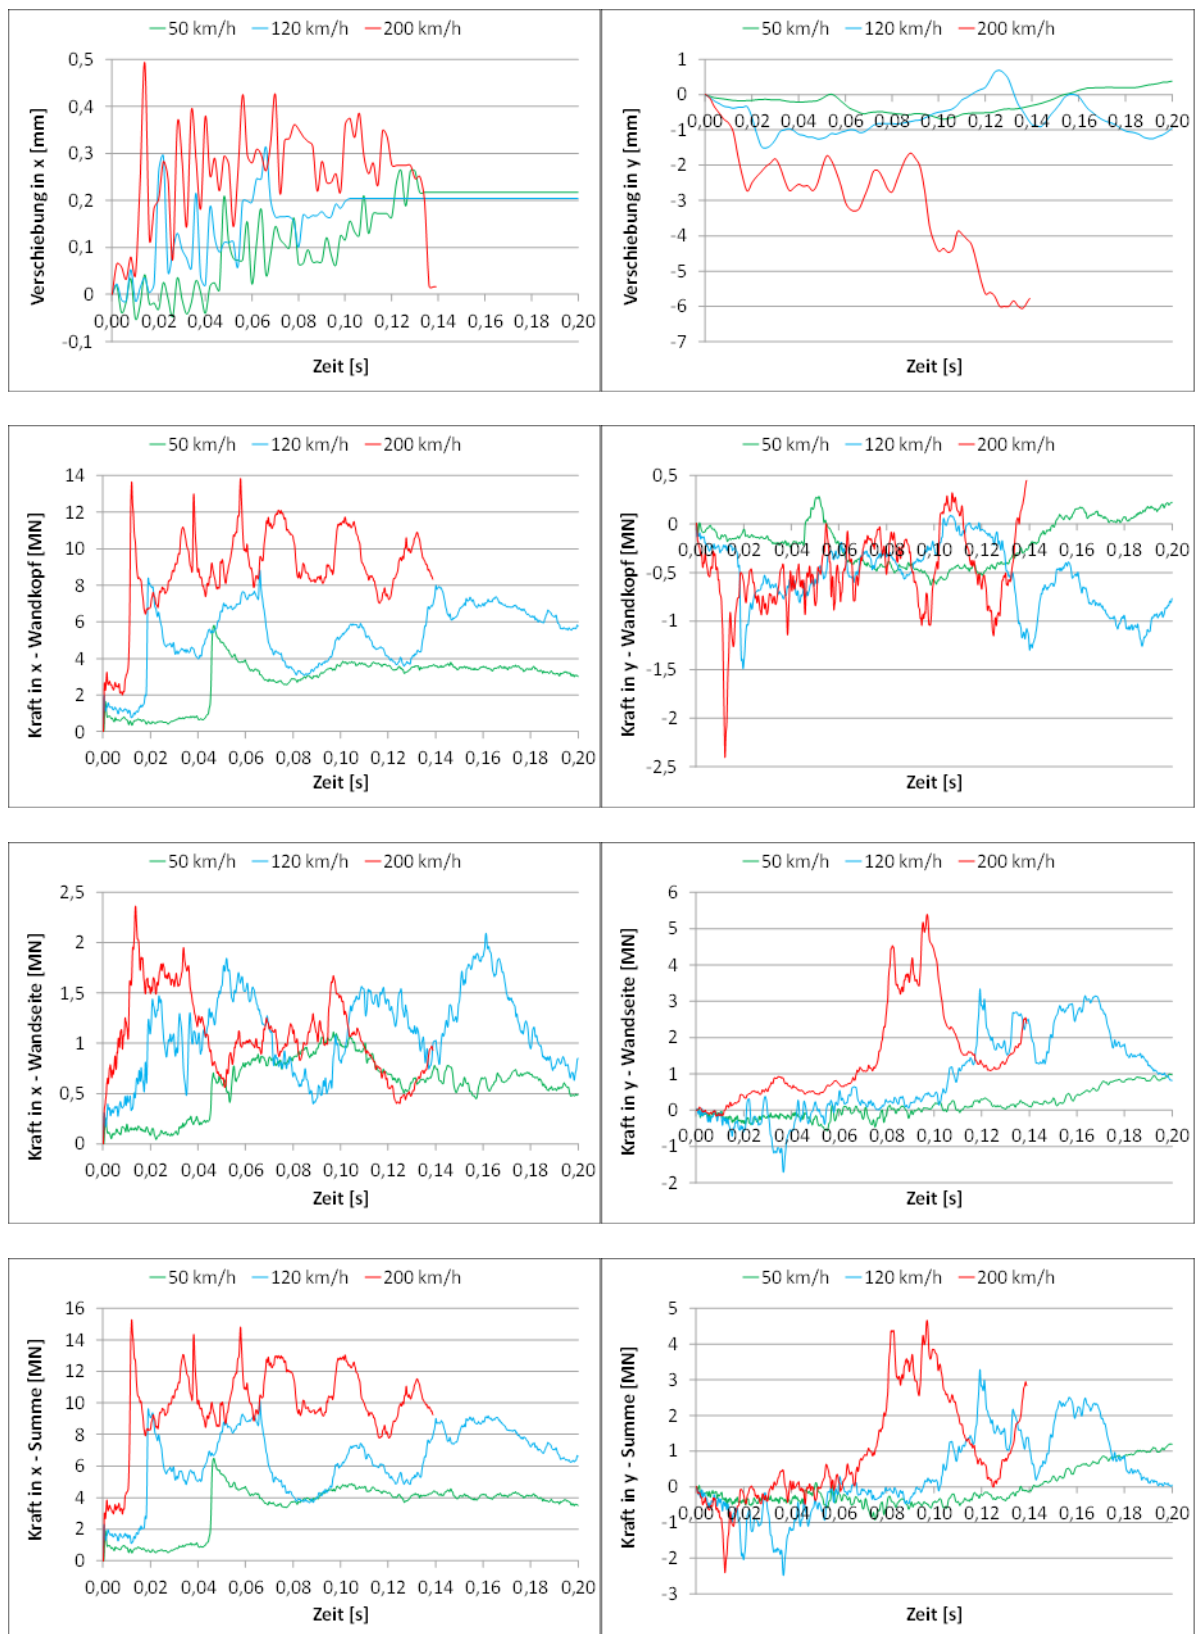 50 km/h 120 km/h 200 km/h
Verschiebung in x [mm]
0,5
0,4
0,3
0,2
0,1
0
-0,1
0,00 0,02 0,04 0,06 0,08 0,10 0,12 0,14 0,16 0,18 0,20
Zeit [s]
50 km/h 120 km/h 200 km/h
Verschiebung in y [mm]
1
0
-1
-2
-3
-4
-5
-6
-7
0,00 0,02 0,04 0,06 0,08 0,10 0,12 0,14 0,16 0,18 0,20
Zeit [s]
50 km/h 120 km/h 200 km/h
Kraft in x - Wandkopf [MN]
14
12
10
8
6
4
2
0
0,00 0,02 0,04 0,06 0,08 0,10 0,12 0,14 0,16 0,18 0,20
Zeit [s]
50 km/h 120 km/h 200 km/h
Kraft in y - Wandkopf [MN]
0,5
0
-0,5
-1
-1,5
-2
-2,5
0,00 0,02 0,04 0,06 0,08 0,10 0,12 0,14 0,16 0,18 0,20
Zeit [s]
50 km/h 120 km/h 200 km/h
Kraft in x - Wandseite [MN]
2,5
2
1,5
1
0,5
0
0,00 0,02 0,04 0,06 0,08 0,10 0,12 0,14 0,16 0,18 0,20
Zeit [s]
50 km/h 120 km/h 200 km/h
Kraft in y - Wandseite [MN]
6
5
4
3
2
1
0
-1
-2
0,00 0,02 0,04 0,06 0,08 0,10 0,12 0,14 0,16 0,18 0,20
Zeit [s]
50 km/h 120 km/h 200 km/h
Kraft in x - Summe [MN]
16
14
12
10
8
6
4
2
0
0,00 0,02 0,04 0,06 0,08 0,10 0,12 0,14 0,16 0,18 0,20
Zeit [s]
50 km/h 120 km/h 200 km/h
Kraft in y - Summe [MN]
5
4
3
2
1
0
-1
-2
-3
0,00 0,02 0,04 0,06 0,08 0,10 0,12 0,14 0,16 0,18 0,20
Zeit [s]